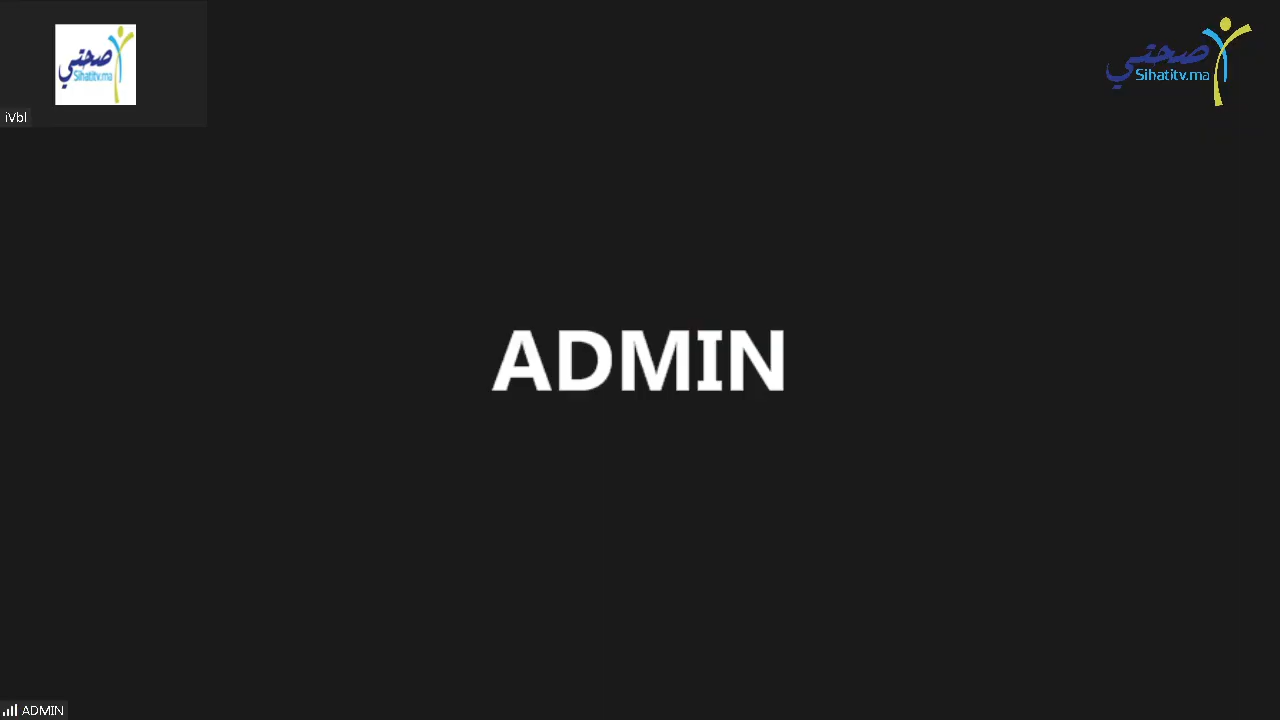 صحتي
Sihatitv.ma
صحتي
Sihatitv.ma
iVbl
ADMIN
ADMIN